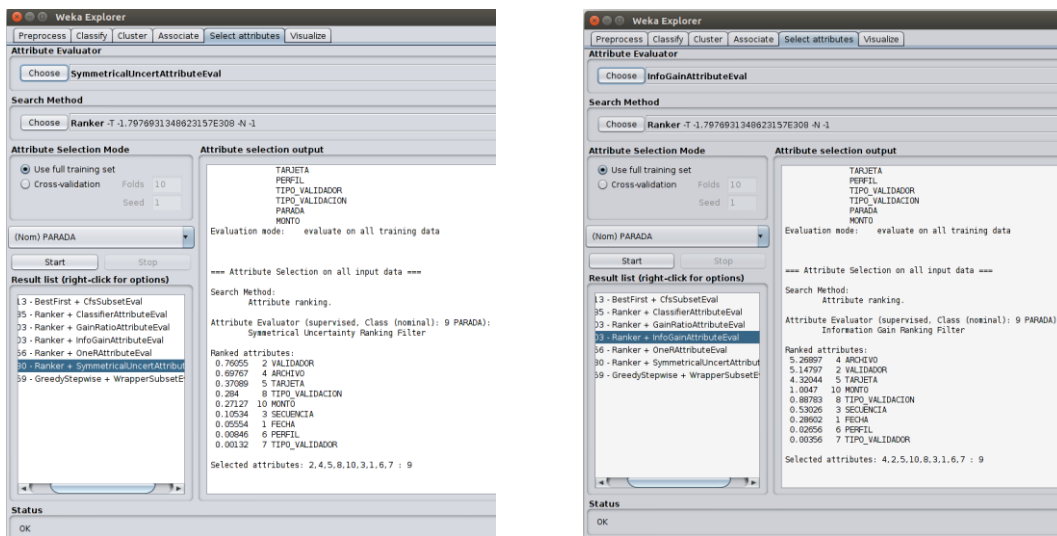 Weka Explorer
Preprocess Classify Cluster Associate Select attributes Visualize
Attribute Evaluator
Choose SymmetricalUncertAttributeEval
Search Method
Choose Ranker -T -1.7976931348623157E308 -N -1
Attribute Selection Mode
Use full training set
Cross-validation Folds 10
Seed 1
(Nom) PARADA
Start Stop
Result list (right-click for options)
13 - BestFirst + CfsSubsetEval
35 - Ranker + ClassifierAttributeEval
03 - Ranker + GainRatioAttributeEval
03 - Ranker + InfoGainAttributeEval
56 - Ranker + OneRAttributeEval
30 - Ranker + SymmetricalUncertAttribut
59 - GreedyStepwise + WrapperSubsetE
Attribute selection output
TARJETA
PERFIL
TIPO_VALIDADOR
TIPO_VALIDACION
PARADA
MONTO
Evaluation mode: evaluate on all training data
=== Attribute Selection on all input data ===
Search Method:
Attribute ranking.
Attribute Evaluator (supervised, Class (nominal): 9 PARADA):
Symmetrical Uncertainty Ranking Filter
Ranked attributes:
0.76055 2 VALIDADOR
0.69767 4 ARCHIVO
0.37089 5 TARJETA
0.284 8 TIPO_VALIDACION
0.27127 10 MONTO
0.10534 3 SECUENCIA
0.05554 1 FECHA
0.00846 6 PERFIL
0.00132 7 TIPO_VALIDADOR
Selected attributes: 2,4,5,8,10,3,1,6,7 : 9
Status
OK
Weka Explorer
Preprocess Classify Cluster Associate Select attributes Visualize
Attribute Evaluator
Choose InfoGainAttributeEval
Search Method
Choose Ranker -T -1.7976931348623157E308 -N -1
Attribute Selection Mode
Use full training set
Cross-validation Folds 10
Seed 1
(Nom) PARADA
Start Stop
Result list (right-click for options)
13 - BestFirst + CfsSubsetEval
35 - Ranker + ClassifierAttributeEval
03 - Ranker + GainRatioAttributeEval
03 - Ranker + InfoGainAttributeEval
56 - Ranker + OneRAttributeEval
30 - Ranker + SymmetricalUncertAttribut
59 - GreedyStepwise + WrapperSubsetE
Attribute selection output
TARJETA
PERFIL
TIPO_VALIDADOR
TIPO_VALIDACION
PARADA
MONTO
Evaluation mode: evaluate on all training data
=== Attribute Selection on all input data ===
Search Method:
Attribute ranking.
Attribute Evaluator (supervised, Class (nominal): 9 PARADA)
Information Gain Ranking Filter
Ranked attributes:
5.26897 4 ARCHIVO
5.14797 2 VALIDADOR
4.32044 5 TARJETA
1.0047 10 MONTO
0.88783 8 TIPO_VALIDACION
0.53026 3 SECUENCIA
0.28602 1 FECHA
0.02656 6 PERFIL
0.00356 7 TIPO_VALIDADOR
Selected attributes: 4,2,5,10,8,3,1,6,7 : 9
Status
OK